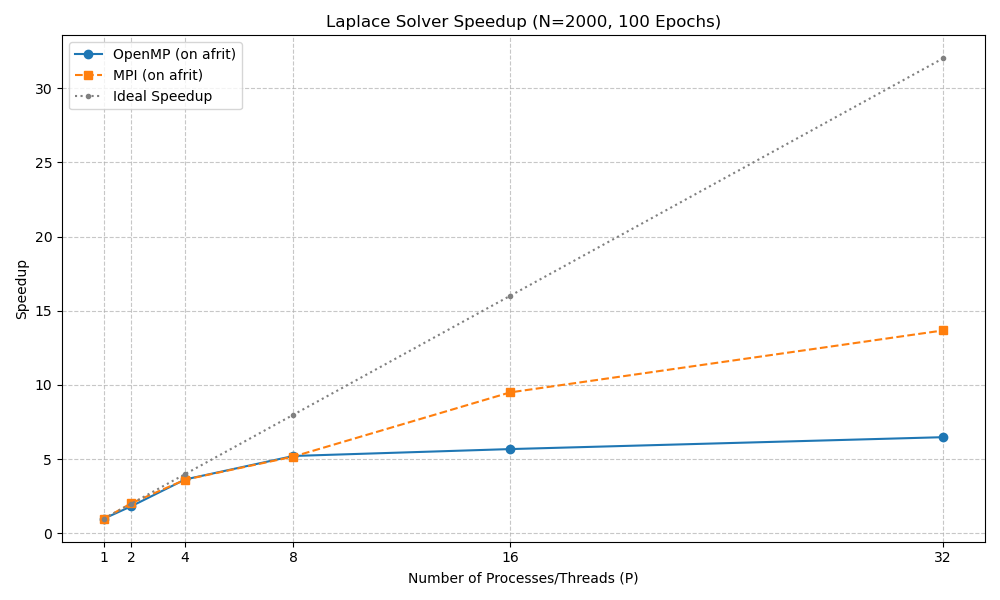 Laplace Solver Speedup (N=2000, 100 Epochs)
OpenMP (on afrit)
MPI (on afrit)
Ideal Speedup
30
25
20
15
10
5
0
Speedup
1 2 4 8 16 32
Number of Processes/Threads (P)